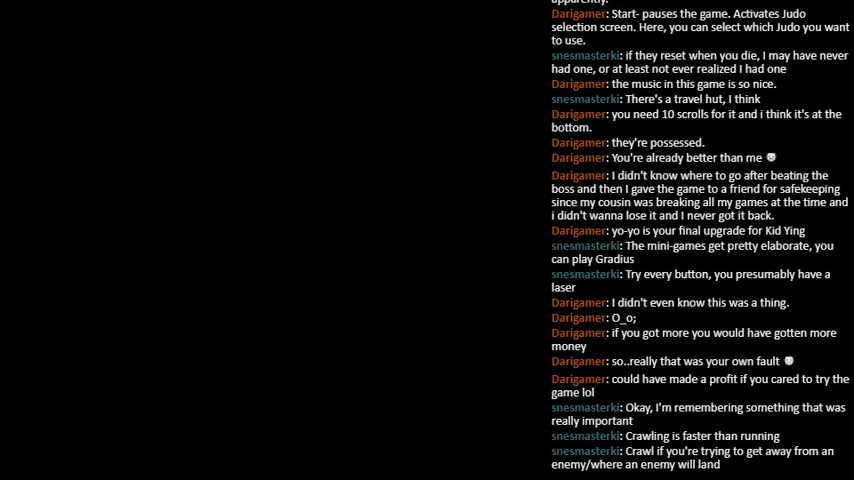 apparently.
Darigamer: Start- pauses the game. Activates Judo
selection screen. Here, you can select which Judo you want
to use.
snesmasterki: if they reset when you die, I may have never
had one, or at least not ever realized I had one
Darigamer: the music in this game is so nice.
snesmasterki: There's a travel hut, I think
Darigamer: you need 10 scrolls for it and i think it's at the
bottom.
Darigamer: they're possessed.
Darigamer: You're already better than me
Darigamer: I didn't know where to go after beating the
boss and then I gave the game to a friend for safekeeping
since my cousin was breaking all my games at the time and
i didn't wanna lose it and I never got it back.
Darigamer: yo-yo is your final upgrade for Kid Ying
snesmasterki: The mini-games get pretty elaborate, you
can play Gradius
snesmasterki: Try every button, you presumably have a
laser
Darigamer: I didn't even know this was a thing.
Darigamer: O_o;
Darigamer: if you got more you would have gotten more
money
Darigamer: so..really that was your own fault
Darigamer: could have made a profit if you cared to try the
game lol
snesmasterki: Okay, I'm remembering something that was
really important
snesmasterki: Crawling is faster than running
snesmasterki: Crawl if you're trying to get away from an
enemy/where an enemy will land